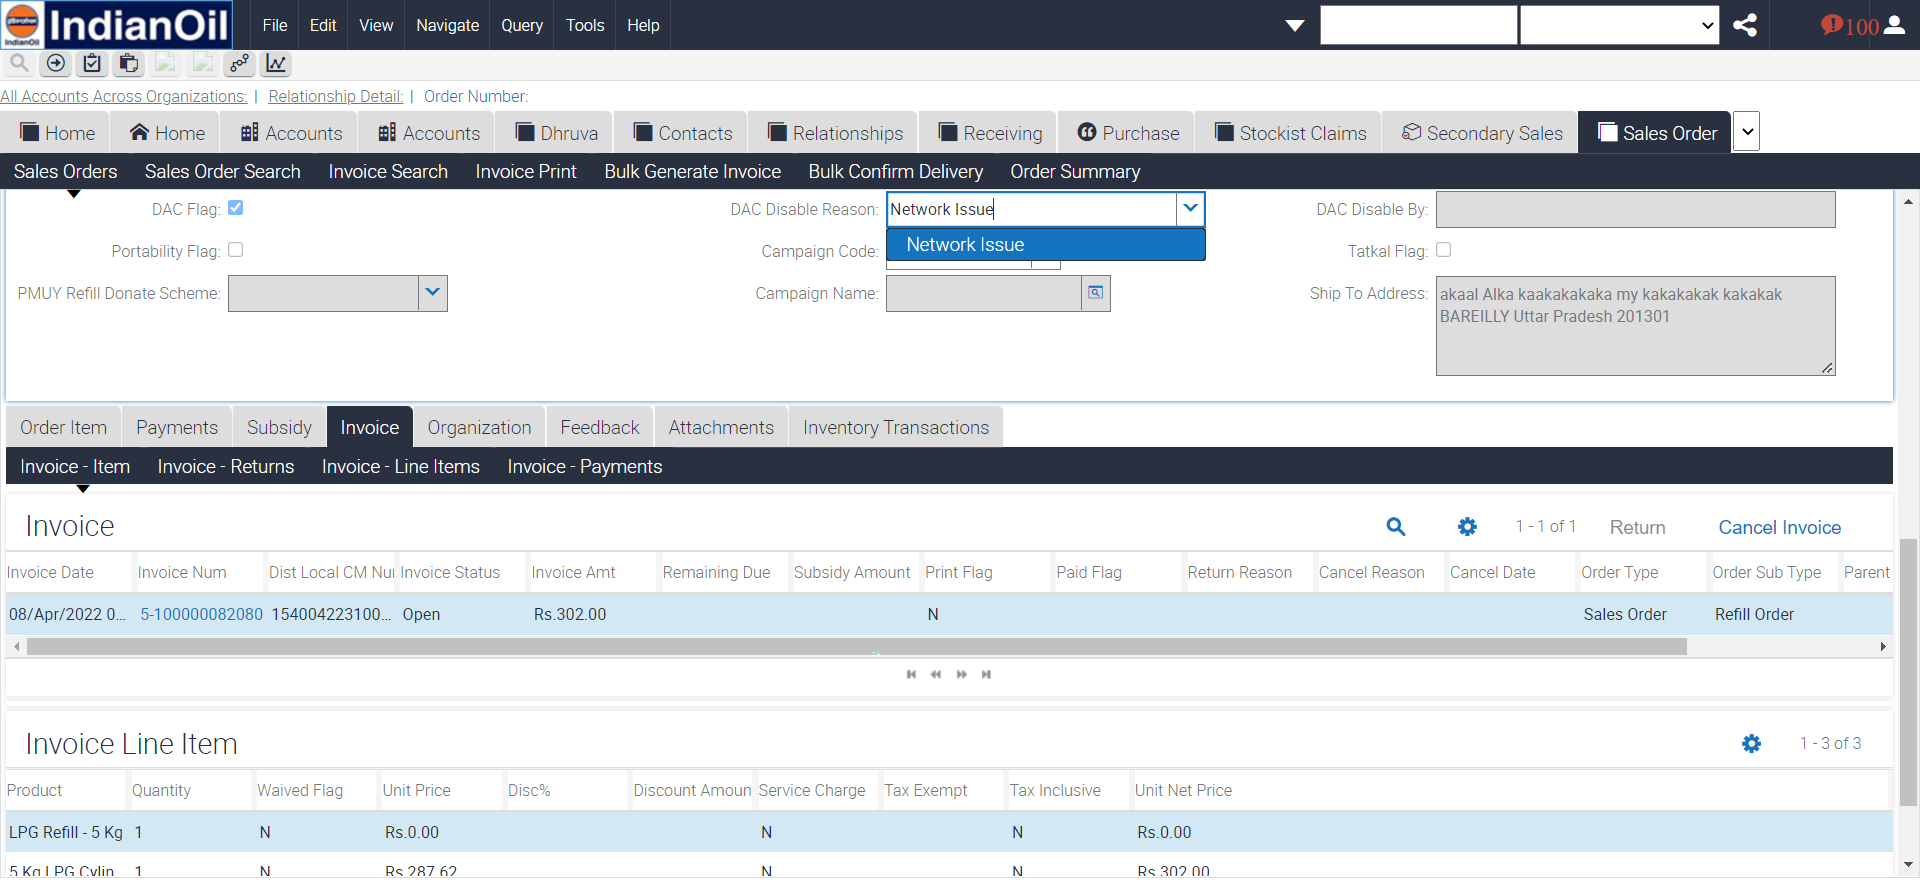 IndianOil
IndianOil
File Edit View Navigate Query Tools Help
100
All Accounts Across Organizations: | Relationship Detail: | Order Number:
Home Home Accounts Accounts Dhruva Contacts Relationships Receiving Purchase Stockist Claims Secondary Sales Sales Order
Sales Orders Sales Order Search Invoice Search Invoice Print Bulk Generate Invoice Bulk Confirm Delivery Order Summary
DAC Flag: DAC Disable Reason: Network Issue DAC Disable By:
Network Issue
Portability Flag: Campaign Code: Tatkal Flag:
PMUY Refill Donate Scheme: Campaign Name: Ship To Address: akaal Alka kaakakakaka my kakakakak kakakak
BAREILLY Uttar Pradesh 201301
Order Item Payments Subsidy Invoice Organization Feedback Attachments Inventory Transactions
Invoice - Item Invoice - Returns Invoice - Line Items Invoice - Payments
Invoice 1 - 1 of 1 Return Cancel Invoice
Invoice Date Invoice Num Dist Local CM Nu Invoice Status Invoice Amt Remaining Due Subsidy Amount Print Flag Paid Flag Return Reason Cancel Reason Cancel Date Order Type Order Sub Type Parent
08/Apr/2022 0... 5-100000082080 154004223100... Open Rs.302.00 N Sales Order Refill Order
Invoice Line Item 1 - 3 of 3
Product Quantity Waived Flag Unit Price Disc% Discount Amoun Service Charge Tax Exempt Tax Inclusive Unit Net Price
LPG Refill - 5 Kg 1 N Rs.0.00 N N Rs.0.00
5 Kg LPG Cylin 1 N Rs.287.62 N N Rs.302.00